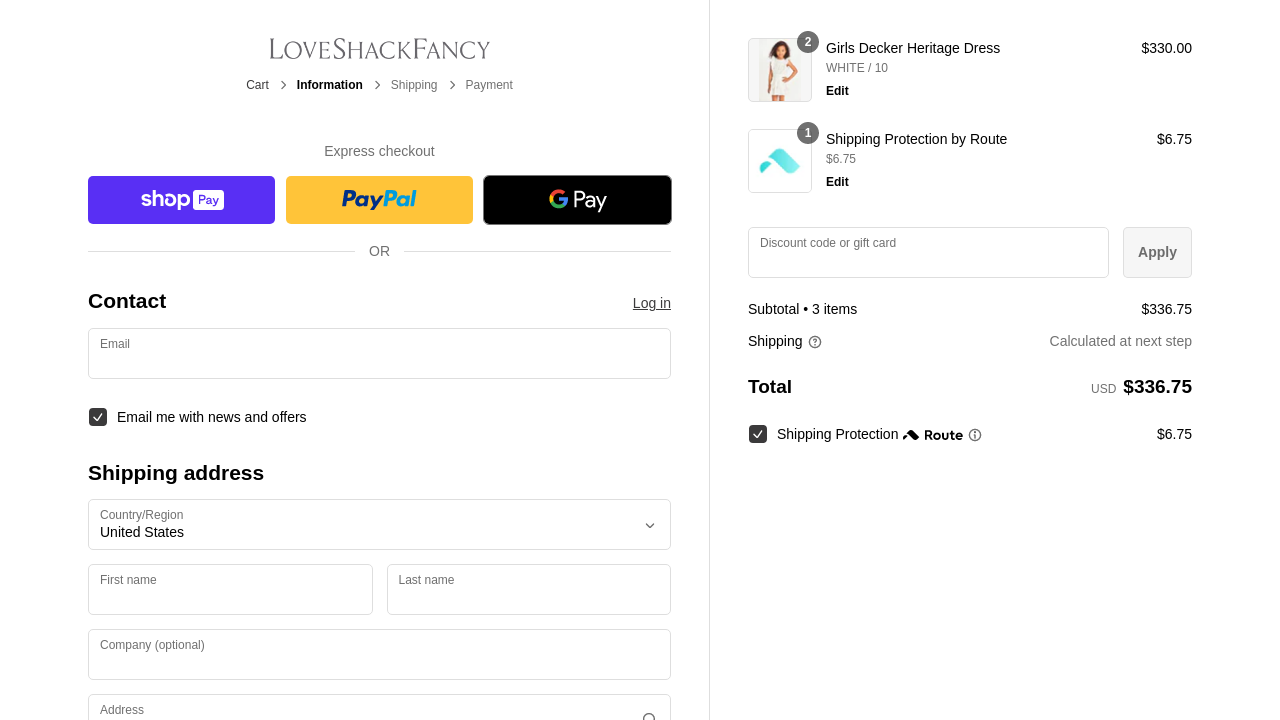 LoveShackFancy
Cart > Information > Shipping > Payment
Express checkout
shop Pay
PayPal
G Pay
OR
Contact
Log in
Email
Email me with news and offers
Shipping address
Country/Region
United States
First name
Last name
Company (optional)
Address
2
Girls Decker Heritage Dress
$330.00
WHITE / 10
Edit
1
Shipping Protection by Route
$6.75
$6.75
Edit
Discount code or gift card
Apply
Subtotal • 3 items
$336.75
Shipping
Calculated at next step
Total
USD $336.75
Shipping Protection Route
$6.75